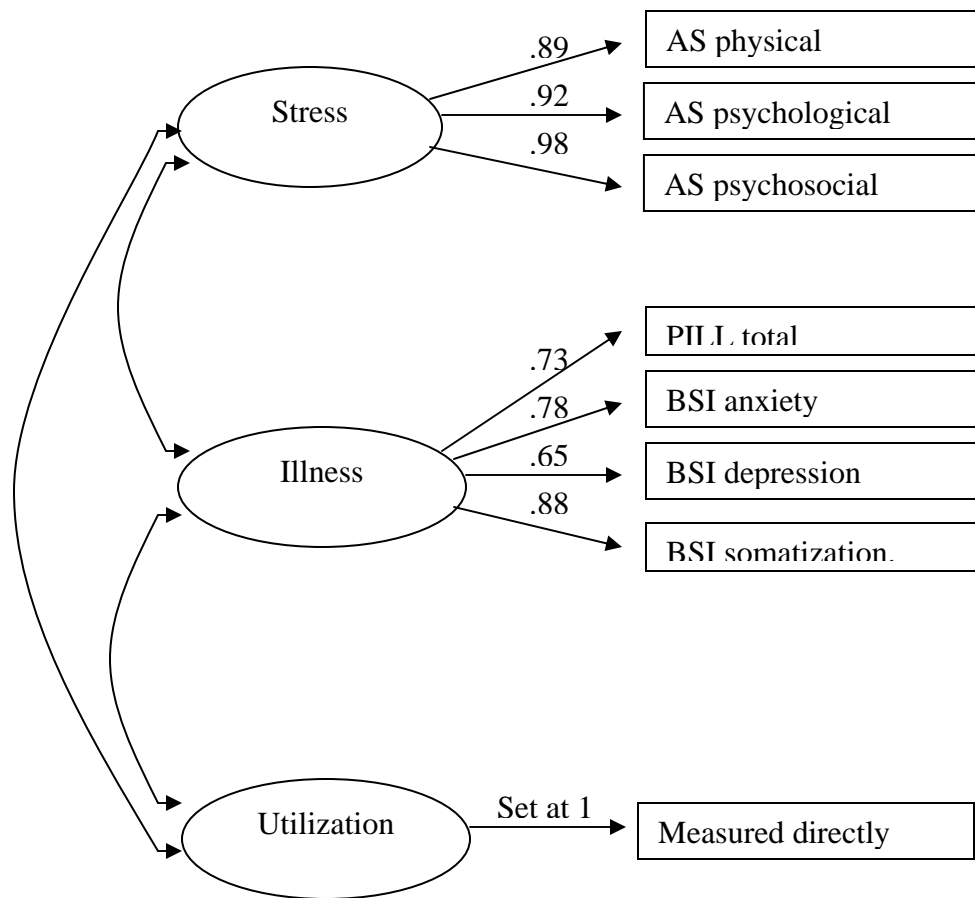 .89
AS physical
Stress
.92
AS psychological
.98
AS psychosocial
PILL total
.73
.78
BSI anxiety
Illness
.65
BSI depression
.88
BSI somatization.
Utilization
Set at 1
Measured directly